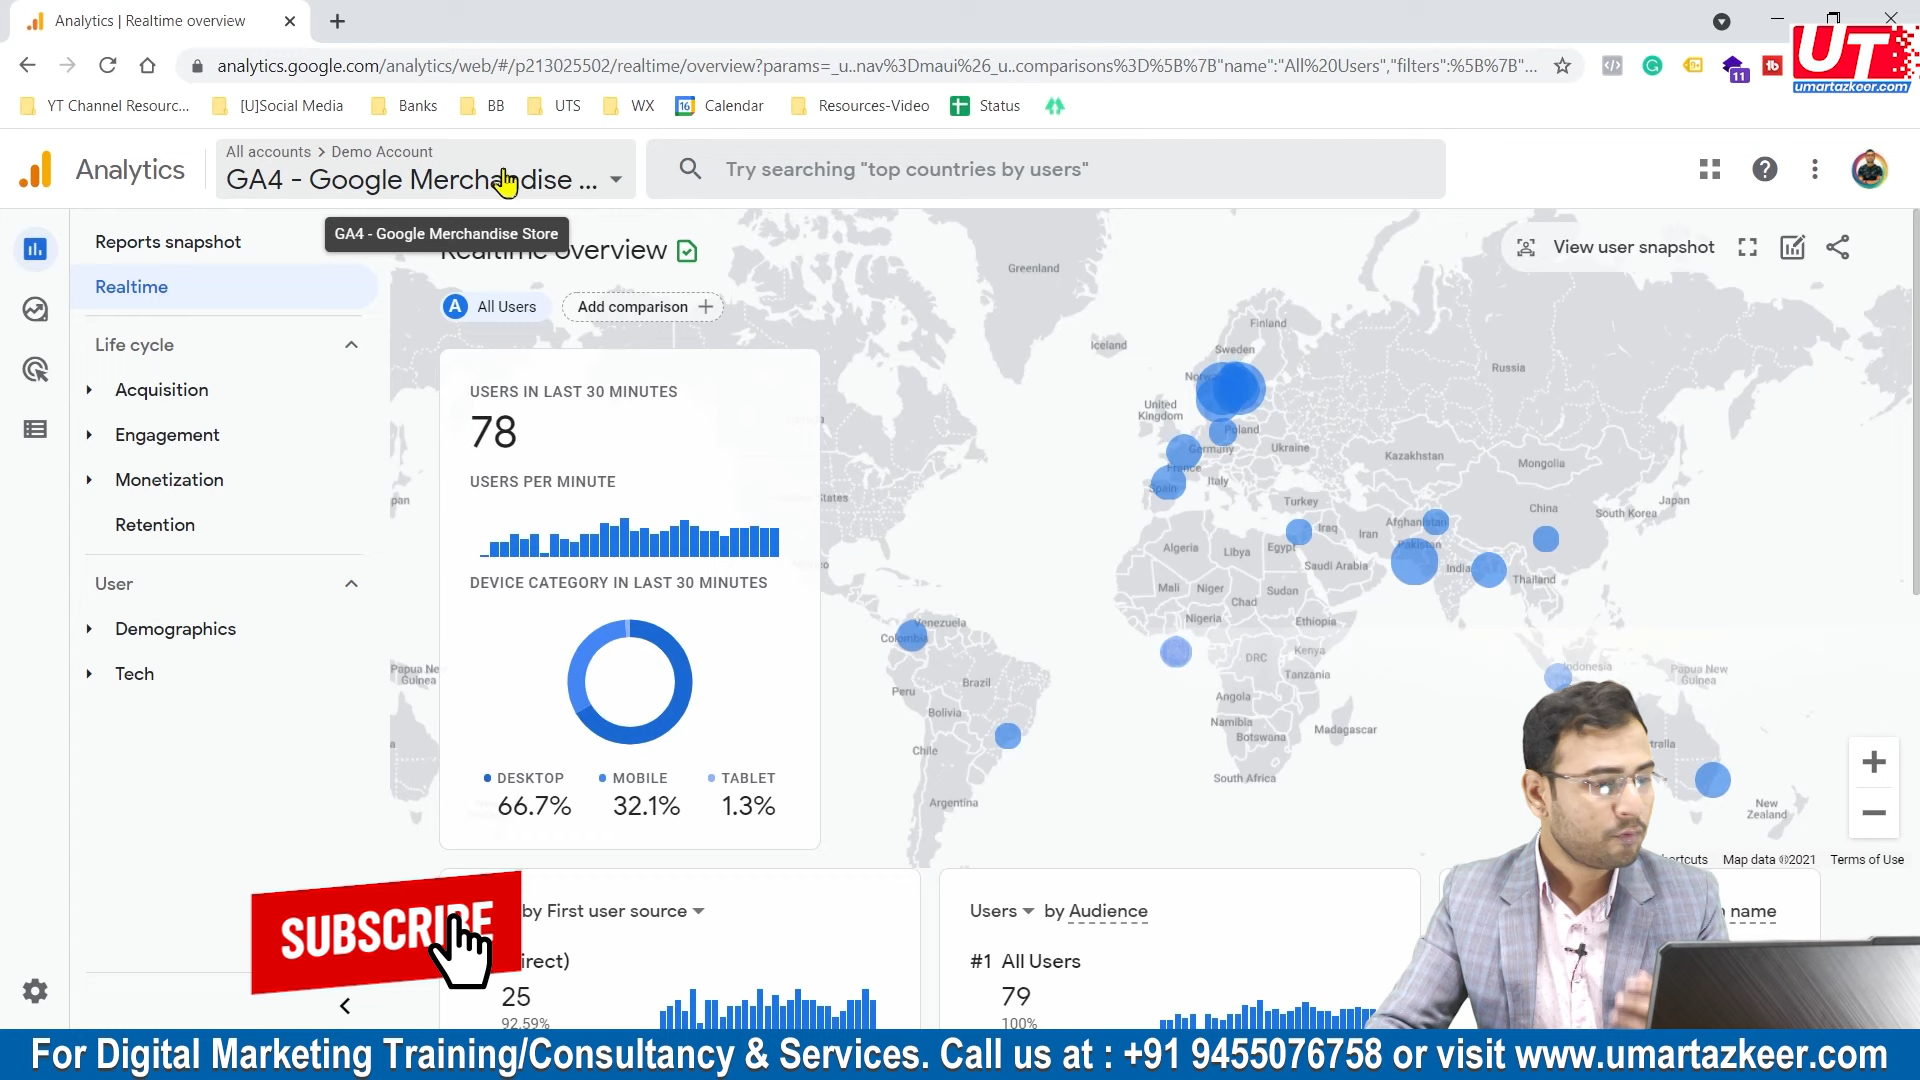 Analytics | Realtime overview
analytics.google.com/analytics/web/#/p213025502/realtime/overview?params=_u..nav%3Dmaui%26_u..comparisons%3D%5B%7B"name":"All%20Users","filters":%5B%7B"...
11
UT
umartazkeer.com
YT Channel Resourc...
[U]Social Media
Banks
BB
UTS
WX
16
Calendar
Resources-Video
Status
Analytics
All accounts > Demo Account
GA4 - Google Merchandise ...
Try searching "top countries by users"
GA4 - Google Merchandise Store
Reports snapshot
Realtime
Life cycle
Acquisition
Engagement
Monetization
Retention
User
Demographics
Tech
Realtime overview
View user snapshot
A All Users
Add comparison +
USERS IN LAST 30 MINUTES
78
USERS PER MINUTE
DEVICE CATEGORY IN LAST 30 MINUTES
DESKTOP MOBILE TABLET
66.7% 32.1% 1.3%
Greenland
Iceland
Finland
Sweden
Russia
United
Kingdom
Poland
Germany
Ukraine
France
Spain
Italy
Kazakhstan
Mongolia
Turkey
Japan
China
South Korea
Afghanistan
Iraq
Iran
Pakistan
India
Algeria
Libya
Egypt
Saudi Arabia
Thailand
Mali
Niger
Chad
Sudan
Nigeria
Ethiopia
Venezuela
Colombia
DRC
Kenya
Tanzania
Indonesia
Papua New
Guinea
Papua Ne
Guinea
Peru
Brazil
Bolivia
Angola
Namibia
Botswana
Madagascar
Chile
South Africa
Argentina
New
Zealand
Map data ©2021
Terms of Use
by First user source
irect)
25
92.59%
Users by Audience
#1 All Users
79
100%
name
SUBSCRIBE
For Digital Marketing Training/Consultancy & Services. Call us at : +91 9455076758 or visit www.umartazkeer.com